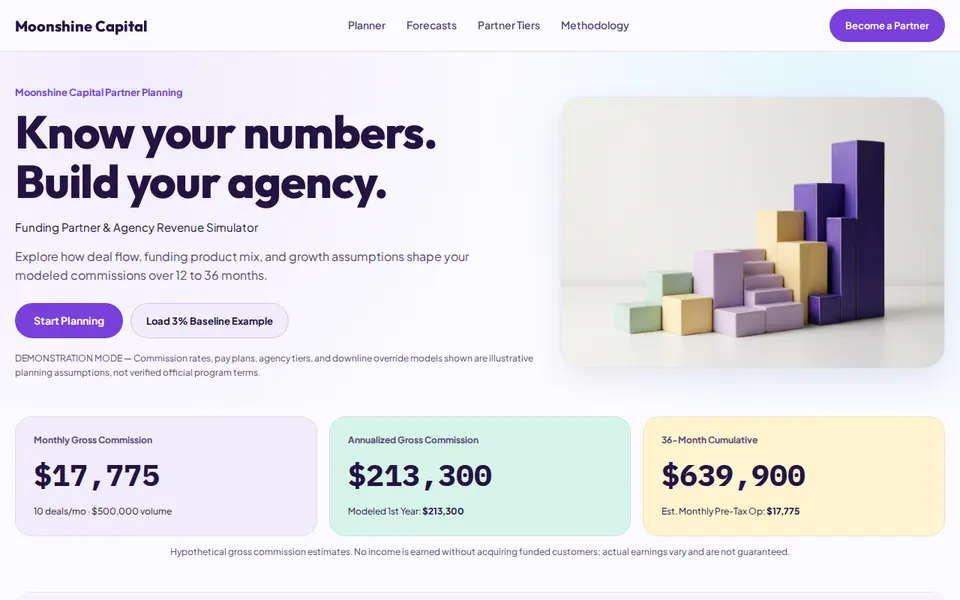 Moonshine Capital
Planner
Forecasts
Partner Tiers
Methodology
Become a Partner
Moonshine Capital Partner Planning
Know your numbers.
Build your agency.
Funding Partner & Agency Revenue Simulator
Explore how deal flow, funding product mix, and growth assumptions shape your
modeled commissions over 12 to 36 months.
Start Planning
Load 3% Baseline Example
DEMONSTRATION MODE — Commission rates, pay plans, agency tiers, and downline override models shown are illustrative
planning assumptions, not verified official program terms.
Monthly Gross Commission
$17,775
10 deals/mo · $500,000 volume
Annualized Gross Commission
$213,300
Modeled 1st Year: $213,300
36-Month Cumulative
$639,900
Est. Monthly Pre-Tax Op: $17,775
Hypothetical gross commission estimates. No income is earned without acquiring funded customers; actual earnings vary and are not guaranteed.